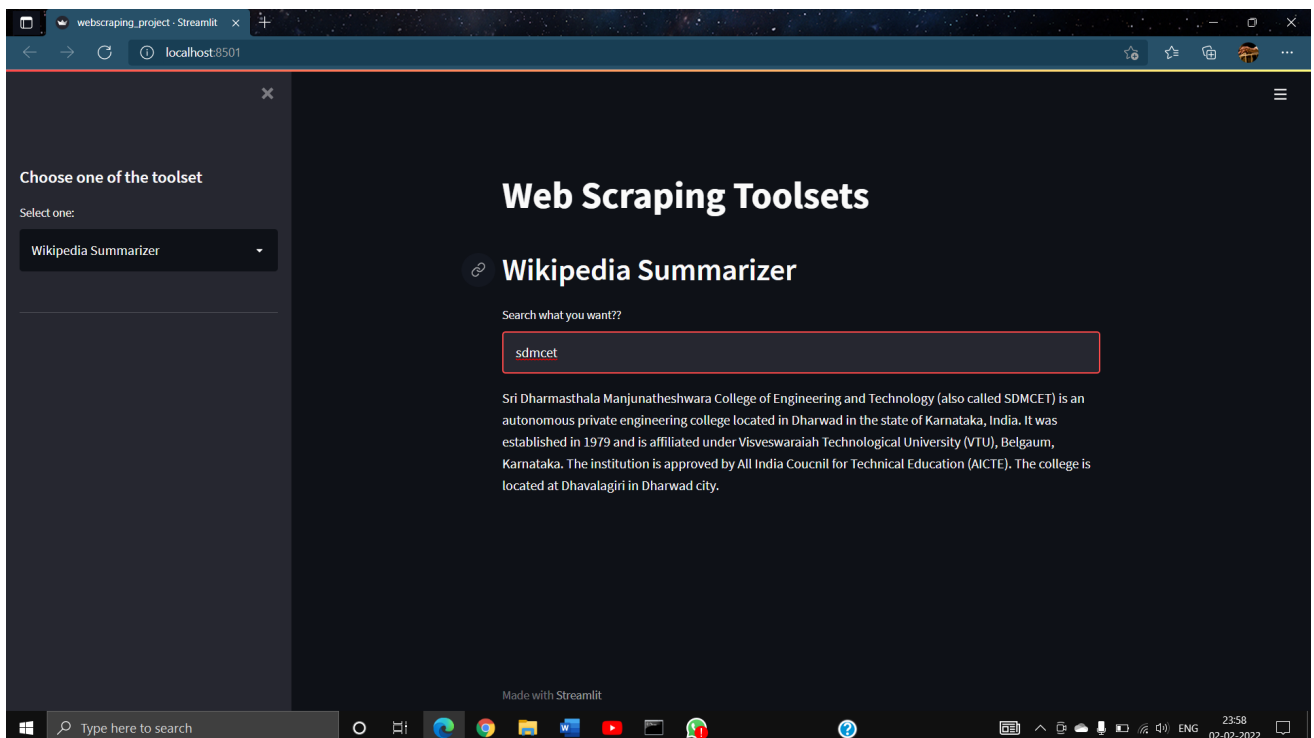 webscraping_project · Streamlit
localhost:8501
Choose one of the toolset
Select one:
Wikipedia Summarizer
Web Scraping Toolsets
Wikipedia Summarizer
Search what you want??
sdmcet
Sri Dharmasthala Manjunatheshwara College of Engineering and Technology (also called SDMCET) is an
autonomous private engineering college located in Dharwad in the state of Karnataka, India. It was
established in 1979 and is affiliated under Visveswaraiah Technological University (VTU), Belgaum,
Karnataka. The institution is approved by All India Coucnil for Technical Education (AICTE). The college is
located at Dhavalagiri in Dharwad city.
Made with Streamlit
Type here to search
ENG
23:58
02-02-2022